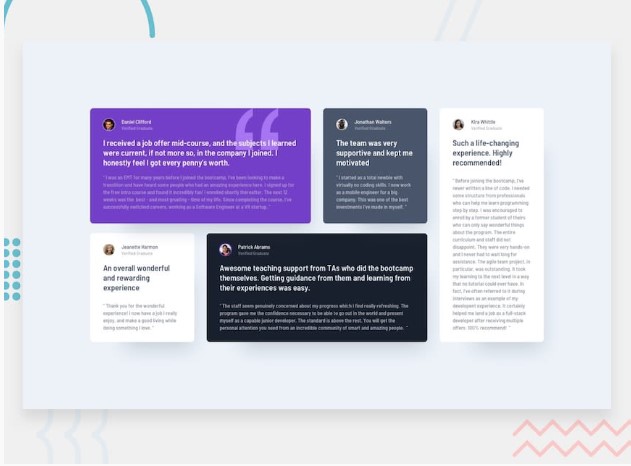 Daniel Clifford
Verified Graduate
I received a job offer mid-course, and the subjects I learned
were current, if not more so, in the company I joined. I
honestly feel I got every penny's worth.
" I was an EMT for many years before I joined the bootcamp. I've been looking to make a
transition and have heard some people who had an amazing experience here. I signed up for
the free intro course and found it incredibly fun! I enrolled shortly thereafter. The next 12
weeks was the best - and most grueling - time of my life. Since completing the course, I've
successfully switched careers, working as a Software Engineer at a VR startup. "
Jonathan Walters
Verified Graduate
The team was very
supportive and kept me
motivated
" I started as a total newbie with
virtually no coding skills. I now work
as a mobile engineer for a big
company. This was one of the best
investments I've made in myself. "
Kira Whittle
Verified Graduate
Such a life-changing
experience. Highly
recommended!
" Before joining the bootcamp, I've
never written a line of code. I needed
some structure from professionals
who can help me learn programming
step by step. I was encouraged to
enroll by a former student of theirs
who can only say wonderful things
about the program. The entire
curriculum and staff did not
disappoint. They were very hands-on
and I never had to wait long for
assistance. The agile team project, in
particular, was outstanding. It took
my learning to the next level in a way
that no tutorial could ever have. In
fact, I've often referred to it during
interviews as an example of my
developent experience. It certainly
helped me land a job as a full-stack
developer after receiving multiple
offers. 100% recommend! "
Jeanette Harmon
Verified Graduate
An overall wonderful
and rewarding
experience
" Thank you for the wonderful
experience! I now have a job I really
enjoy, and make a good living while
doing something I love. "
Patrick Abrams
Verified Graduate
Awesome teaching support from TAs who did the bootcamp
themselves. Getting guidance from them and learning from
their experiences was easy.
" The staff seem genuinely concerned about my progress which I find really refreshing. The
program gave me the confidence necessary to be able to go out in the world and present
myself as a capable junior developer. The standard is above the rest. You will get the
personal attention you need from an incredible community of smart and amazing people. "